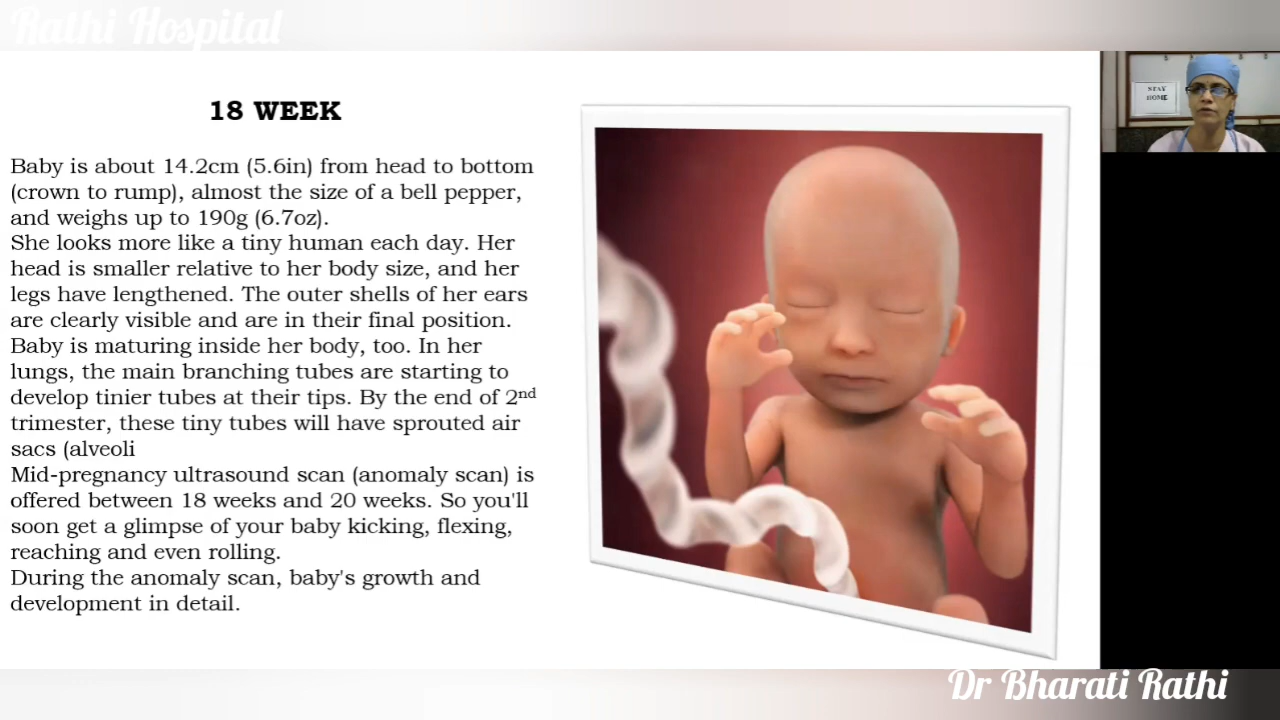 Rathi Hospital
18 WEEK
Baby is about 14.2cm (5.6in) from head to bottom
(crown to rump), almost the size of a bell pepper,
and weighs up to 190g (6.7oz).
She looks more like a tiny human each day. Her
head is smaller relative to her body size, and her
legs have lengthened. The outer shells of her ears
are clearly visible and are in their final position.
Baby is maturing inside her body, too. In her
lungs, the main branching tubes are starting to
develop tinier tubes at their tips. By the end of 2nd
trimester, these tiny tubes will have sprouted air
sacs (alveoli
Mid-pregnancy ultrasound scan (anomaly scan) is
offered between 18 weeks and 20 weeks. So you'll
soon get a glimpse of your baby kicking, flexing,
reaching and even rolling.
During the anomaly scan, baby's growth and
development in detail.
STAY
HOME
Dr Bharati Rathi